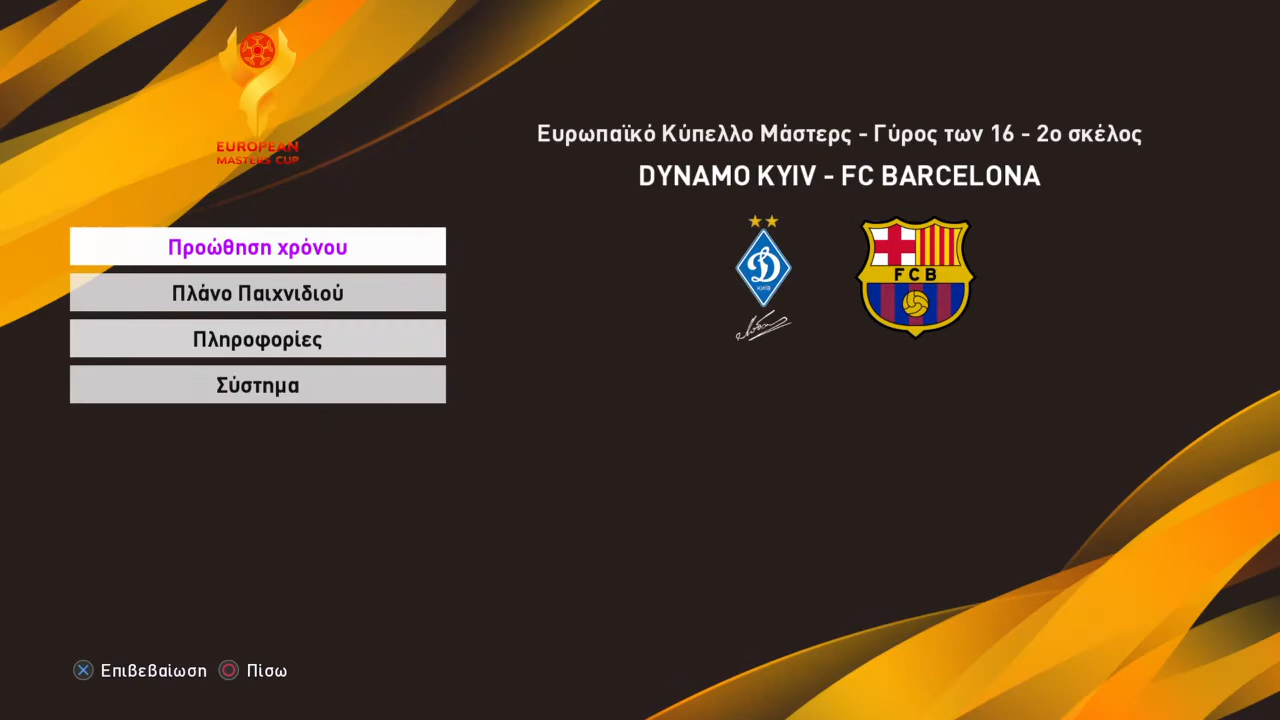 EUROPEAN
MASTERS CUP
Ευρωπαϊκό Κύπελλο Μάστερς - Γύρος των 16 - 2ο σκέλος
DYNAMO KYIV - FC BARCELONA
Προώθηση χρόνου
Πλάνο Παιχνιδιού
Πληροφορίες
Σύστημα
FCB
Επιβεβαίωση
Πίσω